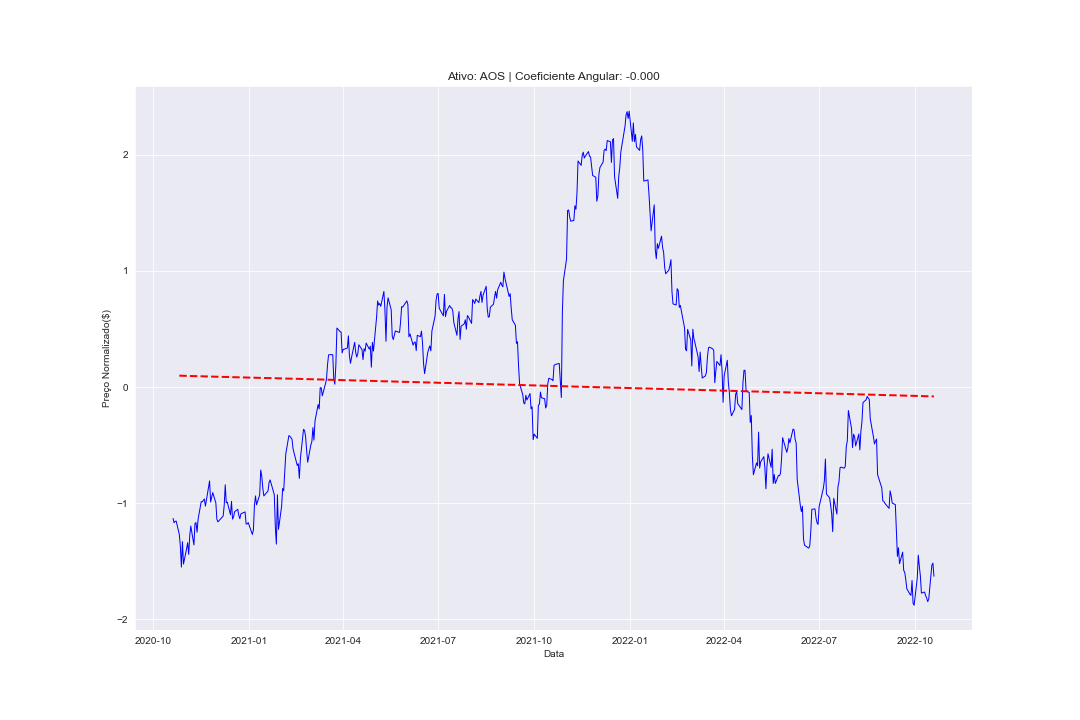 Ativo: AOS | Coeficiente Angular: -0.000
Preço Normalizado($)
2
1
0
−1
−2
2020-10 2021-01 2021-04 2021-07 2021-10 2022-01 2022-04 2022-07 2022-10
Data